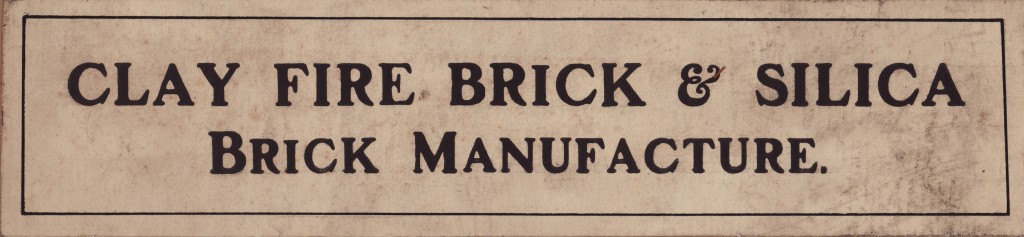 CLAY FIRE BRICK & SILICA
BRICK MANUFACTURE.